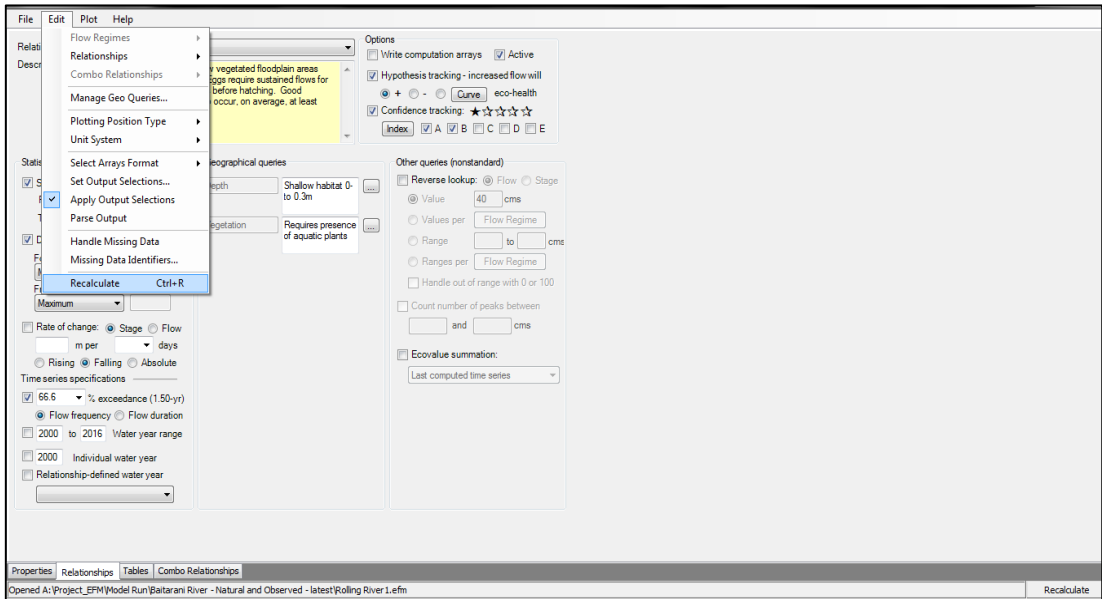 File Edit Plot Help
Flow Regimes
Relationships
Combo Relationships
Manage Geo Queries...
Plotting Position Type
Unit System
Select Arrays Format
Set Output Selections...
Apply Output Selections
Parse Output
Handle Missing Data
Missing Data Identifiers...
Recalculate Ctrl+R
Relati
Descr
vegetated floodplain areas
ggs require sustained flows for
before hatching. Good
occur, on average, at least
Options
Write computation arrays Active
Hypothesis tracking - increased flow will
+ - Curve eco-health
Confidence tracking:
Index A B C D E
Statis
Maximum
Rate of change: Stage Flow
m per days
Rising Falling Absolute
Time series specifications
66.6 % exceedance (1.50-yr)
Flow frequency Flow duration
2000 to 2016 Water year range
2000 Individual water year
Relationship-defined water year
eographical queries
epth Shallow habitat 0-
to 0.3m ...
egetation Requires presence
of aquatic plants ...
Other queries (nonstandard)
Reverse lookup: Flow Stage
Value 40 cms
Values per Flow Regime
Range to cms
Ranges per Flow Regime
Handle out of range with 0 or 100
Count number of peaks between
and cms
Ecovalue summation:
Last computed time series
Properties Relationships Tables Combo Relationships
Opened A:\Project_EFM\Model Run\Baitarani River - Natural and Observed - latest\Rolling River1.efm Recalculate